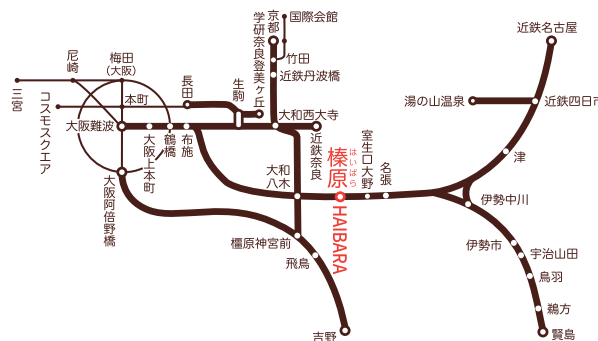 国際会館
京都
学研奈良登美ヶ丘
竹田
近鉄丹波橋
近鉄名古屋
尼崎
梅田
(大阪)
三宮
コスモスクエア
本町
長田
生駒
大和西大寺
湯の山温泉
近鉄四日市
大阪難波
大阪上本町
鶴橋
布施
近鉄奈良
大和
八木
榛原
はいばら
HAIBARA
室生口大野
名張
津
伊勢中川
大阪阿倍野橋
橿原神宮前
飛鳥
吉野
伊勢市
宇治山田
鳥羽
鵜方
賢島